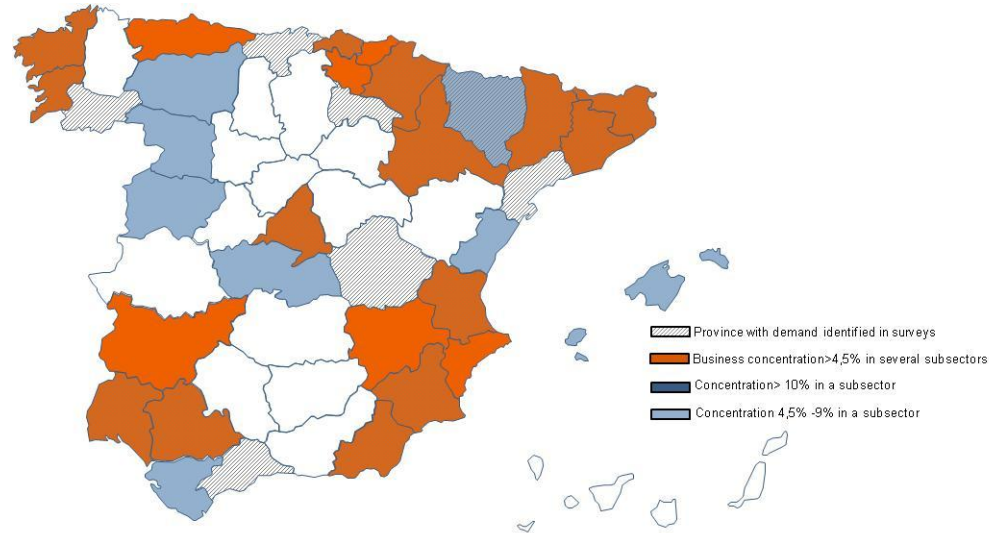 Province with demand identified in surveys
Business concentration>4,5% in several subsectors
Concentration> 10% in a subsector
Concentration 4,5% -9% in a subsector